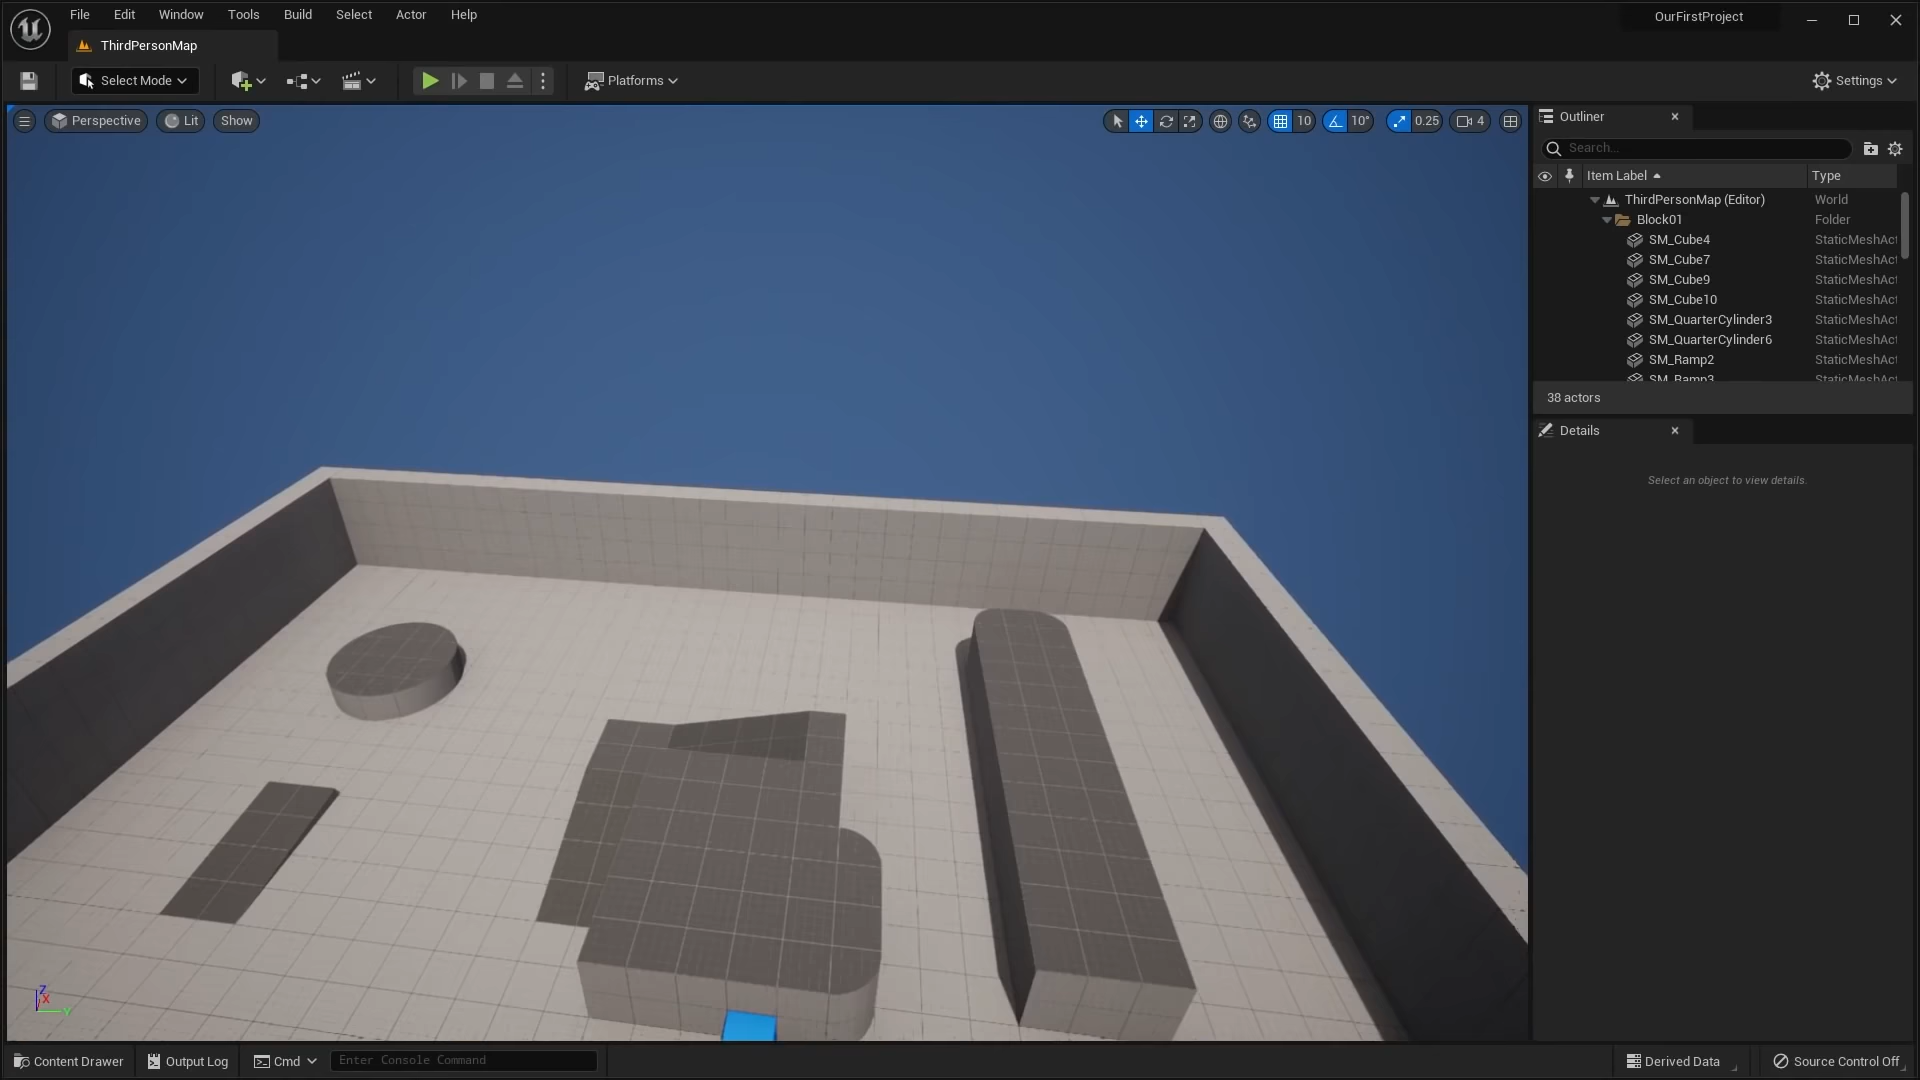 File Edit Window Tools Build Select Actor Help
OurFirstProject
ThirdPersonMap
Select Mode
Platforms
Settings
Perspective Lit Show
10 10° 0.25 4
Outliner
Search...
Item Label Type
ThirdPersonMap (Editor) World
Block01 Folder
SM_Cube4 StaticMeshAct
SM_Cube7 StaticMeshAct
SM_Cube9 StaticMeshAct
SM_Cube10 StaticMeshAct
SM_QuarterCylinder3 StaticMeshAct
SM_QuarterCylinder6 StaticMeshAct
SM_Ramp2 StaticMeshAct
SM_Ramp3 StaticMeshAct
38 actors
Details
Select an object to view details.
Z
X
Y
Content Drawer Output Log Cmd Enter Console Command Derived Data Source Control Off